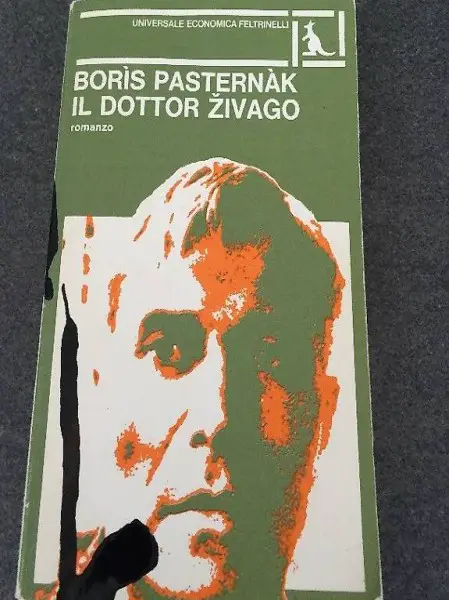 UNIVERSALE ECONOMICA FELTRINELLI
BORÌS PASTERNÀK
IL DOTTOR ŽIVAGO
romanzo